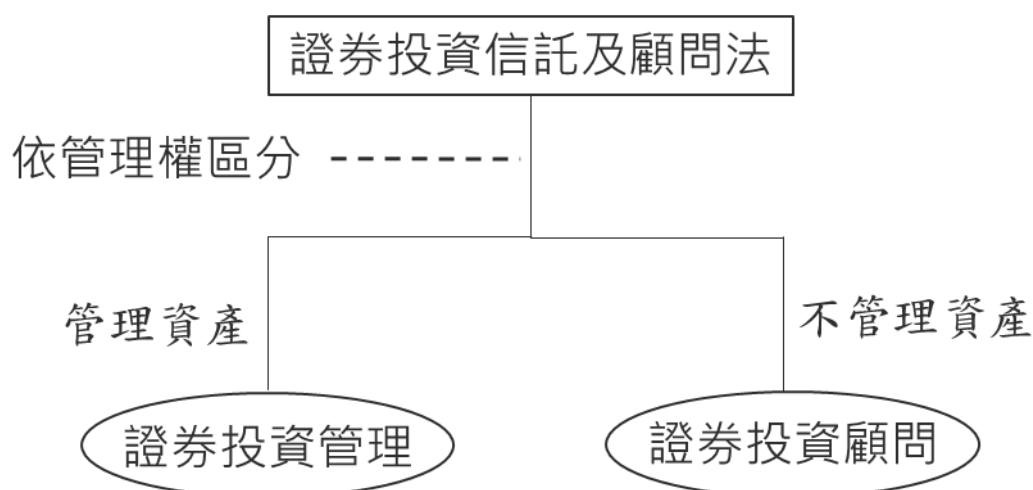 證券投資信託及顧問法
依管理權區分
管理資產
不管理資產
證券投資管理
證券投資顧問